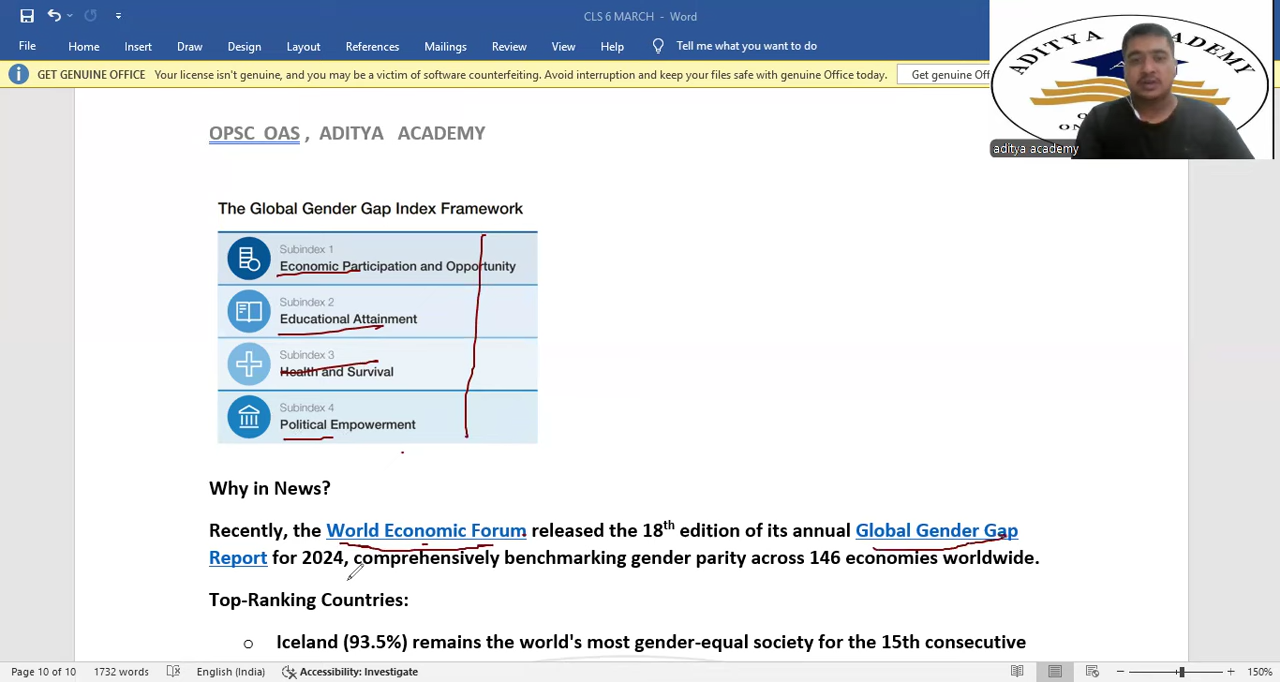 CLS 6 MARCH - Word
File Home Insert Draw Design Layout References Mailings Review View Help Tell me what you want to do
GET GENUINE OFFICE Your license isn't genuine, and you may be a victim of software counterfeiting. Avoid interruption and keep your files safe with genuine Office today. Get genuine Off
ADITYA ACADEMY
aditya academy
OPSC OAS , ADITYA ACADEMY
The Global Gender Gap Index Framework
Subindex 1
Economic Participation and Opportunity
Subindex 2
Educational Attainment
Subindex 3
Health and Survival
Subindex 4
Political Empowerment
Why in News?
Recently, the World Economic Forum released the 18th edition of its annual Global Gender Gap
Report for 2024, comprehensively benchmarking gender parity across 146 economies worldwide.
Top-Ranking Countries:
o Iceland (93.5%) remains the world's most gender-equal society for the 15th consecutive
Page 10 of 10 1732 words English (India) Accessibility: Investigate 150%